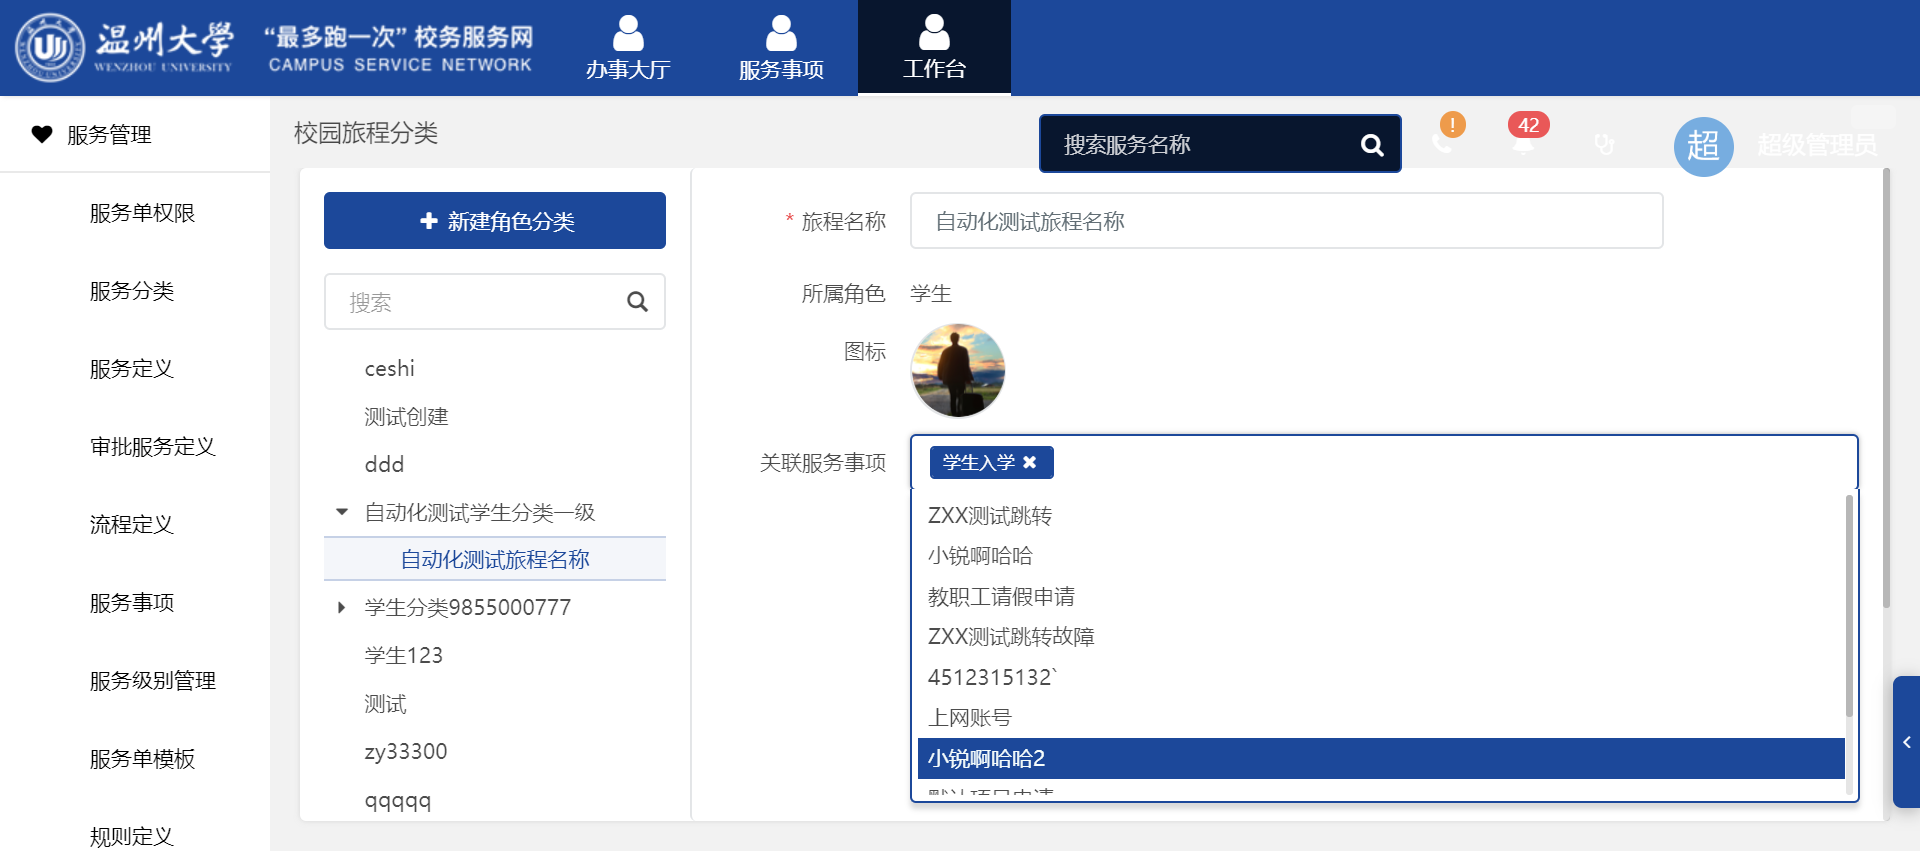 温州大学
WENZHOU UNIVERSITY
“最多跑一次” 校务服务网
CAMPUS SERVICE NETWORK
办事大厅
服务事项
工作台
服务管理
服务单权限
服务分类
服务定义
审批服务定义
流程定义
服务事项
服务级别管理
服务单模板
规则定义
校园旅程分类
搜索服务名称
!
42
超
超级管理员
新建角色分类
搜索
ceshi
测试创建
ddd
自动化测试学生分类一级
自动化测试旅程名称
学生分类9855000777
学生123
测试
zy33300
qqqqq
* 旅程名称
自动化测试旅程名称
所属角色
学生
图标
关联服务事项
学生入学
ZXX测试跳转
小锐啊哈哈
教职工请假申请
ZXX测试跳转故障
4512315132`
上网账号
小锐啊哈哈2